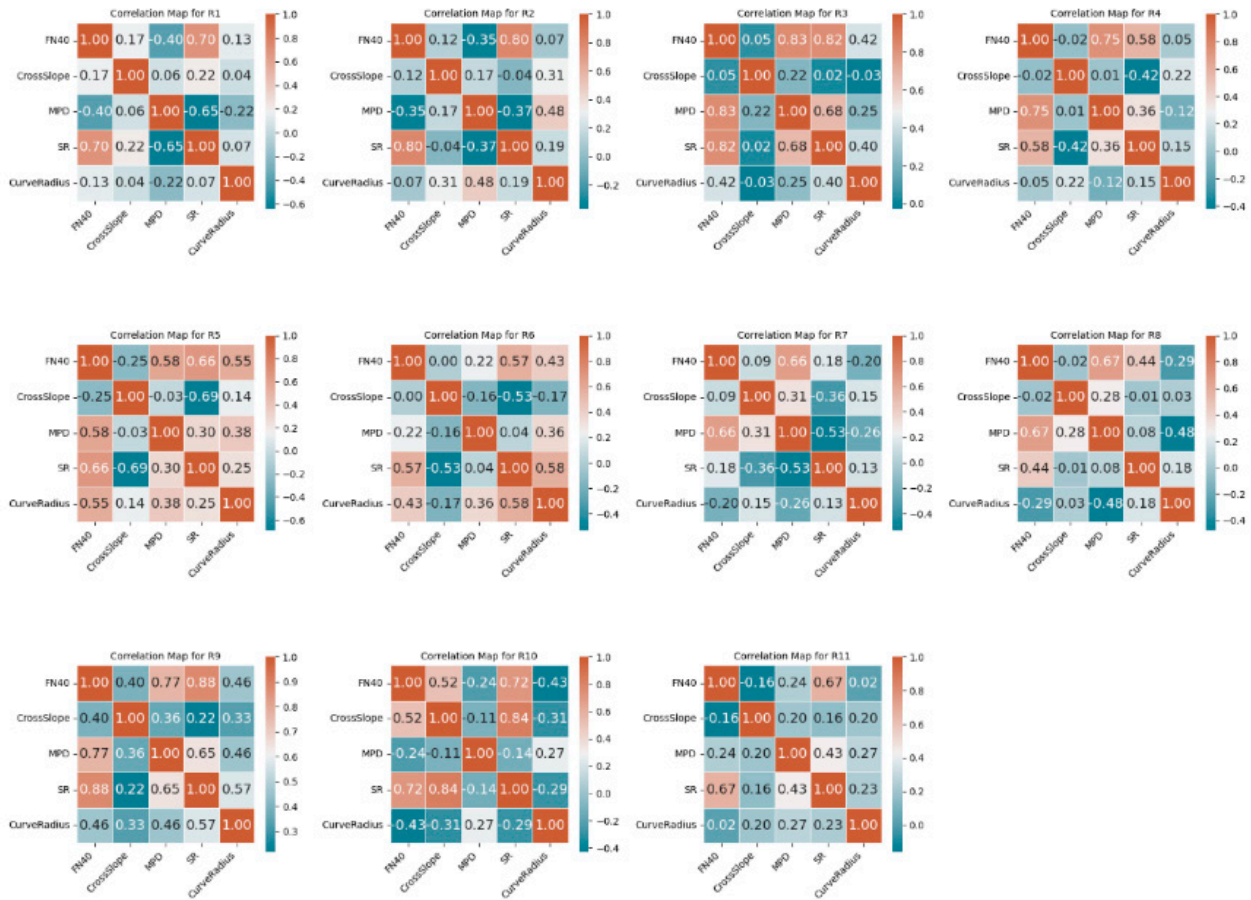 Correlation Map for R1
FN40 1.00 0.17 -0.40 0.70 0.13
CrossSlope 0.17 1.00 0.06 0.22 0.04
MPD -0.40 0.06 1.00 -0.65 -0.22
SR 0.70 0.22 -0.65 1.00 0.07
CurveRadius 0.13 0.04 -0.22 0.07 1.00
FN40 CrossSlope MPD SR CurveRadius
1.0
0.8
0.6
0.4
0.2
0.0
−0.2
−0.4
−0.6
Correlation Map for R2
FN40 1.00 0.12 -0.35 0.80 0.07
CrossSlope 0.12 1.00 0.17 -0.04 0.31
MPD -0.35 0.17 1.00 -0.37 0.48
SR 0.80 -0.04 -0.37 1.00 0.19
CurveRadius 0.07 0.31 0.48 0.19 1.00
FN40 CrossSlope MPD SR CurveRadius
1.0
0.8
0.6
0.4
0.2
0.0
−0.2
Correlation Map for R3
FN40 1.00 0.05 0.83 0.82 0.42
CrossSlope 0.05 1.00 0.22 0.02 -0.03
MPD 0.83 0.22 1.00 0.68 0.25
SR 0.82 0.02 0.68 1.00 0.40
CurveRadius 0.42 -0.03 0.25 0.40 1.00
FN40 CrossSlope MPD SR CurveRadius
1.0
0.8
0.6
0.4
0.2
0.0
Correlation Map for R4
FN40 1.00 -0.02 0.75 0.58 0.05
CrossSlope -0.02 1.00 0.01 -0.42 0.22
MPD 0.75 0.01 1.00 0.36 -0.12
SR 0.58 -0.42 0.36 1.00 0.15
CurveRadius 0.05 0.22 -0.12 0.15 1.00
FN40 CrossSlope MPD SR CurveRadius
1.0
0.8
0.6
0.4
0.2
0.0
−0.2
−0.4
Correlation Map for R5
FN40 1.00 -0.25 0.58 0.66 0.55
CrossSlope -0.25 1.00 -0.03 -0.69 0.14
MPD 0.58 -0.03 1.00 0.30 0.38
SR 0.66 -0.69 0.30 1.00 0.25
CurveRadius 0.55 0.14 0.38 0.25 1.00
FN40 CrossSlope MPD SR CurveRadius
1.0
0.8
0.6
0.4
0.2
0.0
−0.2
−0.4
−0.6
Correlation Map for R6
FN40 1.00 0.00 0.22 0.57 0.43
CrossSlope 0.00 1.00 -0.16 -0.53 -0.17
MPD 0.22 -0.16 1.00 0.04 0.36
SR 0.57 -0.53 0.04 1.00 0.58
CurveRadius 0.43 -0.17 0.36 0.58 1.00
FN40 CrossSlope MPD SR CurveRadius
1.0
0.8
0.6
0.4
0.2
0.0
−0.2
−0.4
Correlation Map for R7
FN40 1.00 0.09 0.66 0.18 -0.20
CrossSlope 0.09 1.00 0.31 -0.36 0.15
MPD 0.66 0.31 1.00 -0.53 -0.26
SR 0.18 -0.36 -0.53 1.00 0.13
CurveRadius -0.20 0.15 -0.26 0.13 1.00
FN40 CrossSlope MPD SR CurveRadius
1.0
0.8
0.6
0.4
0.2
0.0
−0.2
−0.4
Correlation Map for R8
FN40 1.00 -0.02 0.67 0.44 -0.29
CrossSlope -0.02 1.00 0.28 -0.01 0.03
MPD 0.67 0.28 1.00 0.08 -0.48
SR 0.44 -0.01 0.08 1.00 0.18
CurveRadius -0.29 0.03 -0.48 0.18 1.00
FN40 CrossSlope MPD SR CurveRadius
1.0
0.8
0.6
0.4
0.2
0.0
−0.2
−0.4
Correlation Map for R9
FN40 1.00 0.40 0.77 0.88 0.46
CrossSlope 0.40 1.00 0.36 0.22 0.33
MPD 0.77 0.36 1.00 0.65 0.46
SR 0.88 0.22 0.65 1.00 0.57
CurveRadius 0.46 0.33 0.46 0.57 1.00
FN40 CrossSlope MPD SR CurveRadius
1.0
0.9
0.8
0.7
0.6
0.5
0.4
0.3
Correlation Map for R10
FN40 1.00 0.52 -0.24 0.72 -0.43
CrossSlope 0.52 1.00 -0.11 0.84 -0.31
MPD -0.24 -0.11 1.00 -0.14 0.27
SR 0.72 0.84 -0.14 1.00 -0.29
CurveRadius -0.43 -0.31 0.27 -0.29 1.00
FN40 CrossSlope MPD SR CurveRadius
1.0
0.8
0.6
0.4
0.2
0.0
−0.2
−0.4
Correlation Map for R11
FN40 1.00 -0.16 0.24 0.67 0.02
CrossSlope -0.16 1.00 0.20 0.16 0.20
MPD 0.24 0.20 1.00 0.43 0.27
SR 0.67 0.16 0.43 1.00 0.23
CurveRadius 0.02 0.20 0.27 0.23 1.00
FN40 CrossSlope MPD SR CurveRadius
1.0
0.8
0.6
0.4
0.2
0.0